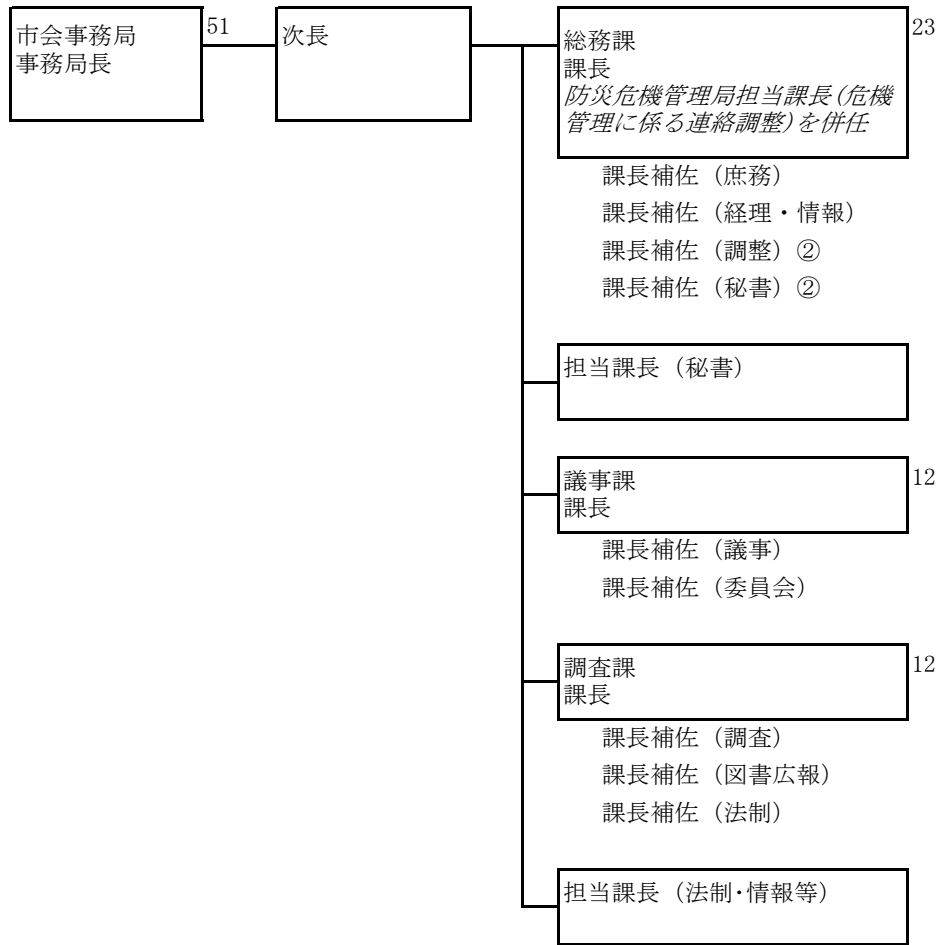 市会事務局
事務局長
51
次長
総務課
課長
防災危機管理局担当課長(危機
管理に係る連絡調整)を併任
23
課長補佐（庶務）
課長補佐（経理・情報）
課長補佐（調整）②
課長補佐（秘書）②
担当課長（秘書）
議事課
課長
12
課長補佐（議事）
課長補佐（委員会）
調査課
課長
12
課長補佐（調査）
課長補佐（図書広報）
課長補佐（法制）
担当課長（法制・情報等）